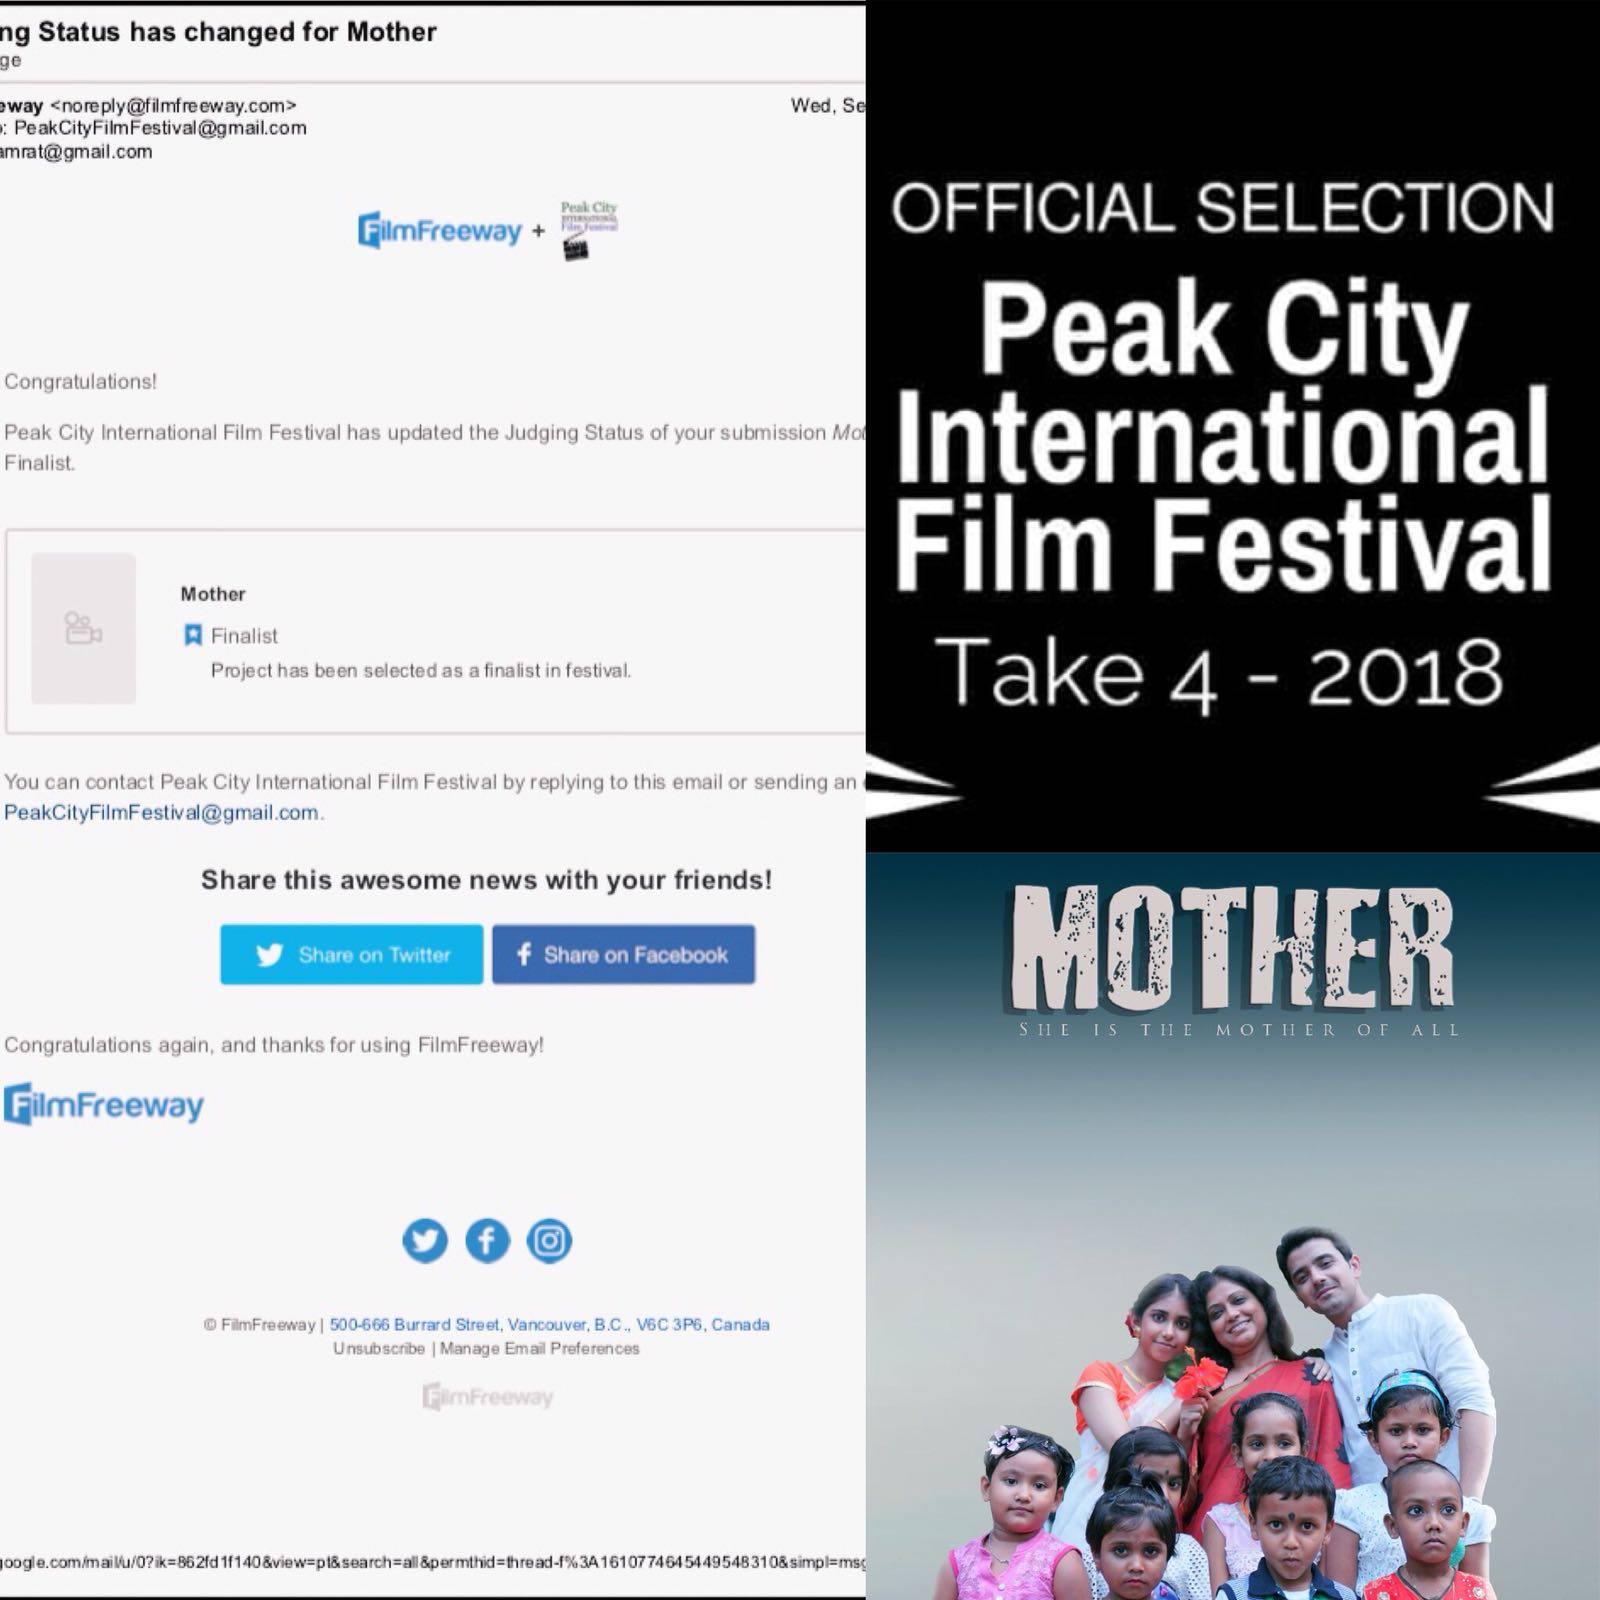 ng Status has changed for Mother
ge
eway <noreply@filmfreeway.com>
Wed, Se
o: PeakCityFilmFestival@gmail.com
amrat@gmail.com
FilmFreeway + Peak City
INTERNATIONAL
Film Festival
Congratulations!
Peak City International Film Festival has updated the Judging Status of your submission Mot
Finalist.
Mother
Finalist
Project has been selected as a finalist in festival.
You can contact Peak City International Film Festival by replying to this email or sending an
PeakCityFilmFestival@gmail.com.
Share this awesome news with your friends!
Share on Twitter
Share on Facebook
Congratulations again, and thanks for using FilmFreeway!
FilmFreeway
© FilmFreeway | 500-666 Burrard Street, Vancouver, B.C., V6C 3P6, Canada
Unsubscribe | Manage Email Preferences
FilmFreeway
google.com/mail/u/0?ik=862fd1f140&view=pt&search=all&permthid=thread-f%3A1610774645449548310&simpl=msg
OFFICIAL SELECTION
Peak City
International
Film Festival
Take 4 - 2018
MOTHER
SHE IS THE MOTHER OF ALL